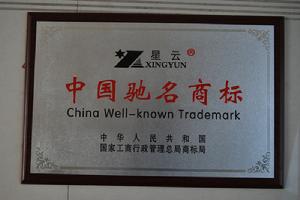 星云®
XINGYUN
中国驰名商标
China Well-known Trademark
中华人民共和国
国家工商行政管理总局商标局